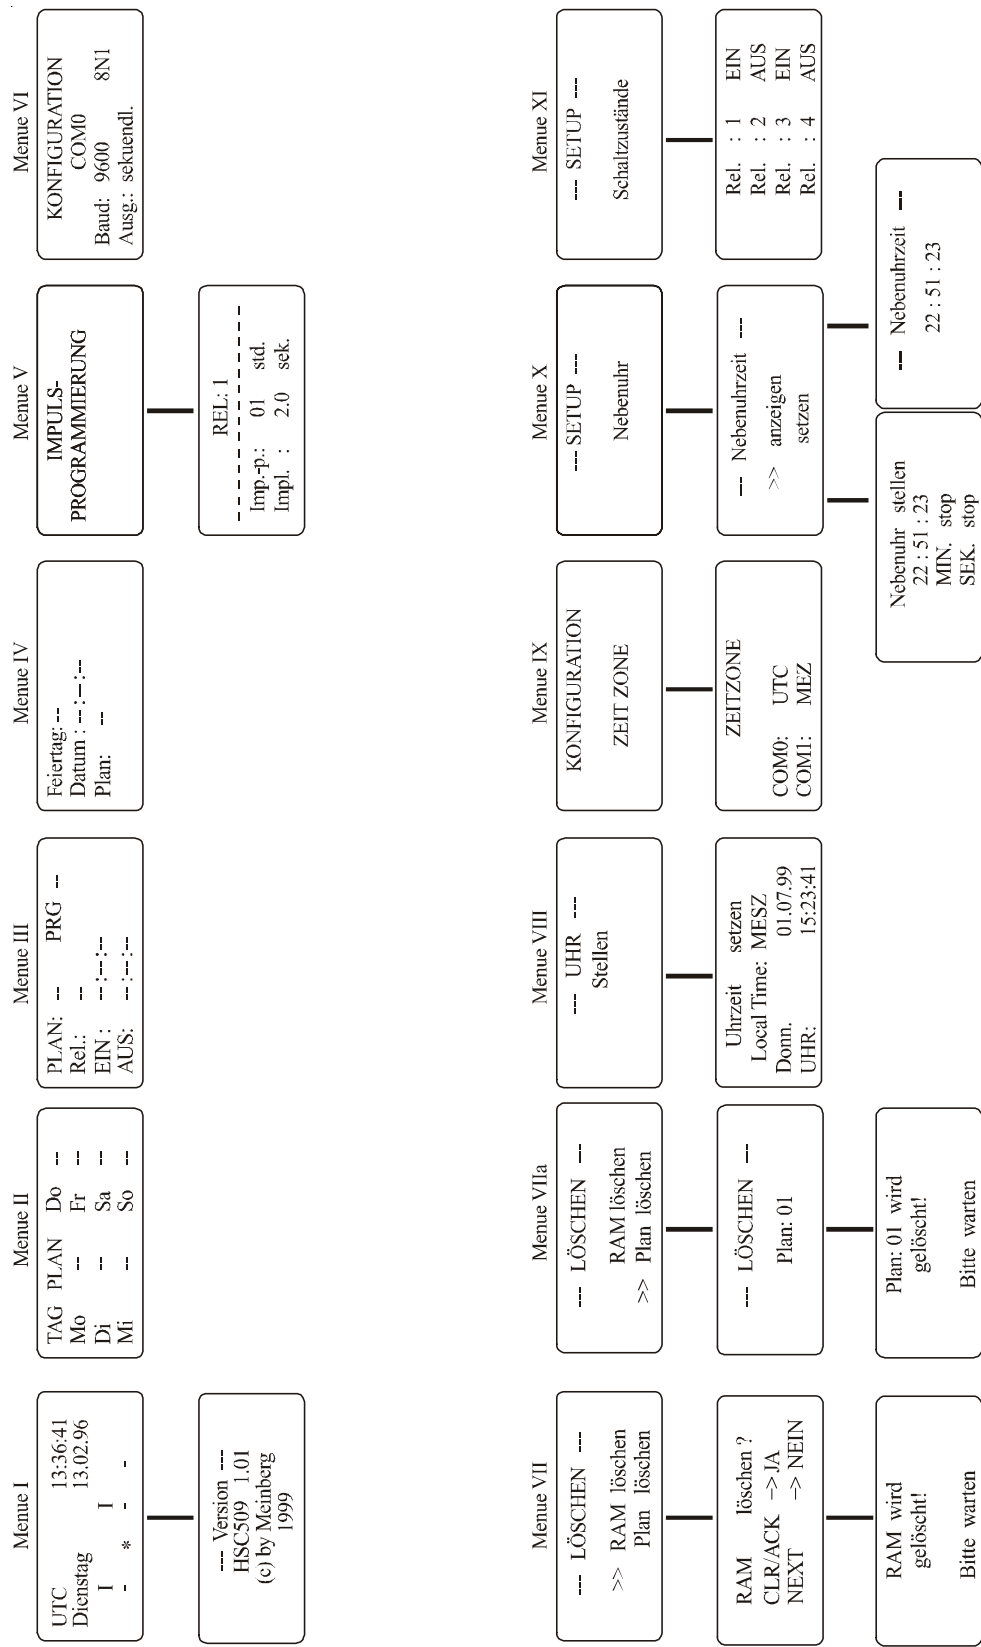 Menue I
UTC 13:36:41
Dienstag 13.02.96
I I
- * - -
--- Version ---
HSC509 1.01
(c) by Meinberg
1999
Menue II
TAG PLAN Do --
Mo -- Fr --
Di -- Sa --
Mi -- So --
Menue III
PLAN: -- PRG --
Rel.: --
EIN : --:--:--
AUS: --:--:--
Menue IV
Feiertag: --
Datum : --:--:--
Plan: --
Menue V
IMPULS-
PROGRAMMIERUNG
REL: 1
- - - - - - - - - - - - - -
Imp.-p.: 01 std.
Impl. : 2.0 sek.
Menue VI
KONFIGURATION
COM0
Baud: 9600 8N1
Ausg.: sekuendl.
Menue VII
--- LÖSCHEN ---
>> RAM löschen
Plan löschen
RAM löschen ?
CLR/ACK -->JA
NEXT --> NEIN
RAM wird
gelöscht!
Bitte warten
Menue VIIa
--- LÖSCHEN ---
RAM löschen
>> Plan löschen
--- LÖSCHEN ---
Plan: 01
Plan: 01 wird
gelöscht!
Bitte warten
Menue VIII
--- UHR ---
Stellen
Uhrzeit setzen
Local Time: MESZ
Donn. 01.07.99
UHR: 15:23:41
Menue IX
KONFIGURATION
ZEIT ZONE
ZEITZONE
COM0: UTC
COM1: MEZ
Menue X
--- SETUP ---
Nebenuhr
--- Nebenuhrzeit ---
>> anzeigen
setzen
Nebenuhr stellen
22 : 51 : 23
MIN. stop
SEK. stop
--- Nebenuhrzeit ---
22 : 51 : 23
Menue XI
--- SETUP ---
Schaltzustände
Rel. : 1 EIN
Rel. : 2 AUS
Rel. : 3 EIN
Rel. : 4 AUS